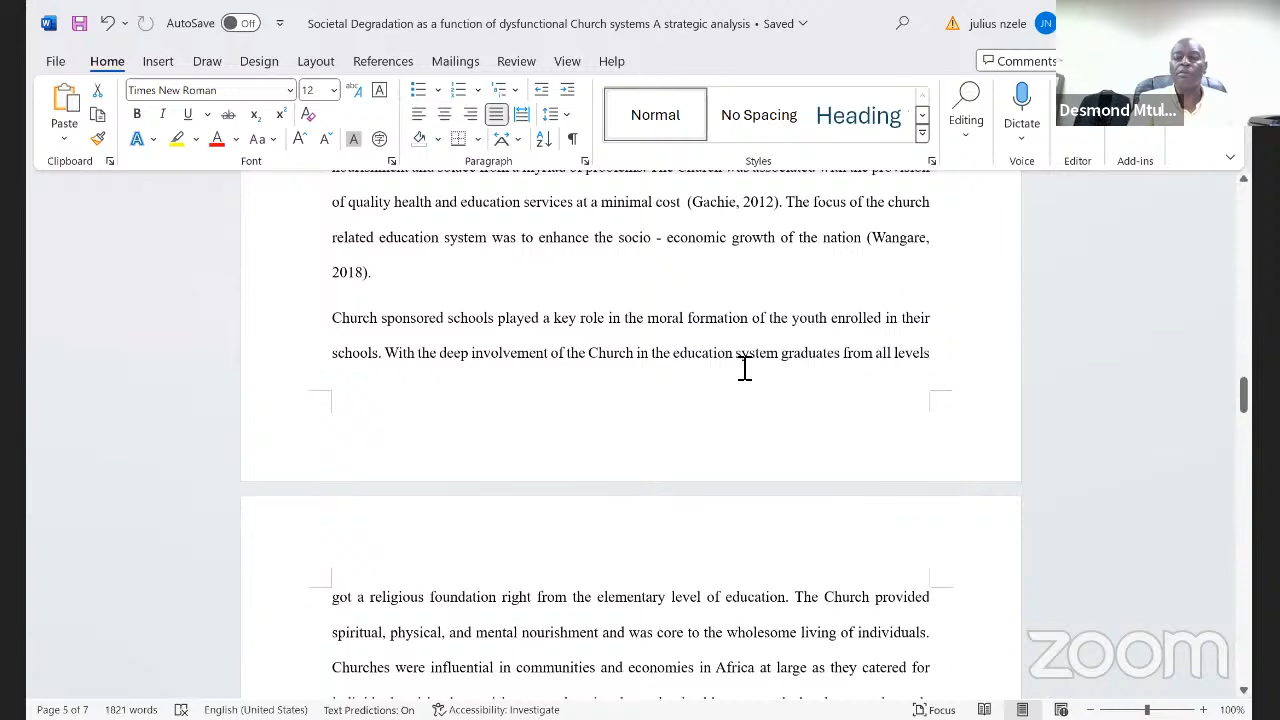 AutoSave Off Societal Degradation as a function of dysfunctional Church systems A strategic analysis • Saved julius nzele JN
File Home Insert Draw Design Layout References Mailings Review View Help Comments
Desmond Mtul...
Paste Times New Roman 12 Normal No Spacing Heading Editing Dictate
Clipboard Font Paragraph Styles Voice Editor Add-ins
nourishment and solace from a myriad of problems. The Church was associated with the provision
of quality health and education services at a minimal cost (Gachie, 2012). The focus of the church
related education system was to enhance the socio - economic growth of the nation (Wangare,
2018).
Church sponsored schools played a key role in the moral formation of the youth enrolled in their
schools. With the deep involvement of the Church in the education system graduates from all levels
got a religious foundation right from the elementary level of education. The Church provided
spiritual, physical, and mental nourishment and was core to the wholesome living of individuals.
Churches were influential in communities and economies in Africa at large as they catered for
zoom
Page 5 of 7 1821 words English (United States) Text Predictions: On Accessibility: Investigate Focus 100%